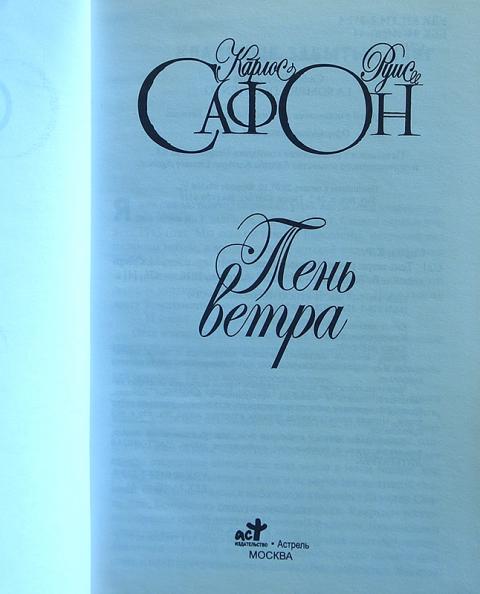 Карлос Руис
САФОН
Тень
ветра
аст
ИЗДАТЕЛЬСТВО • Астрель
МОСКВА